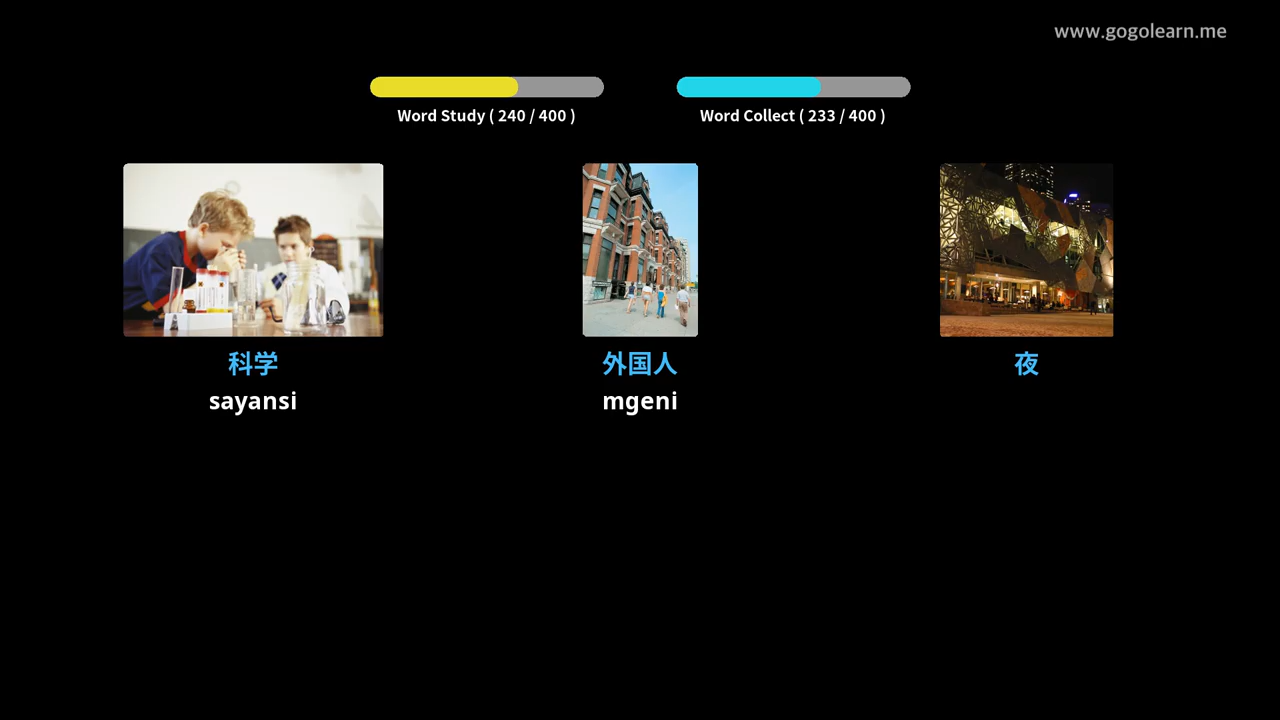 www.gogolearn.me
Word Study ( 240 / 400 )
Word Collect ( 233 / 400 )
科学
外国人
夜
sayansi
mgeni